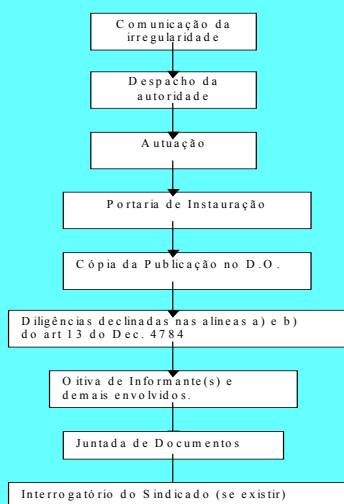 Comunicação da
irregularidade
Despacho da
autoridade
Autuação
Portaria de Instauração
Cópia da Publicação no D.O.
Diligências declinadas nas alíneas a) e b)
do art 13 do Dec. 4784
Oitiva de Informante(s) e
demais envolvidos.
Juntada de Documentos
Interrogatório do Sindicado (se existir)